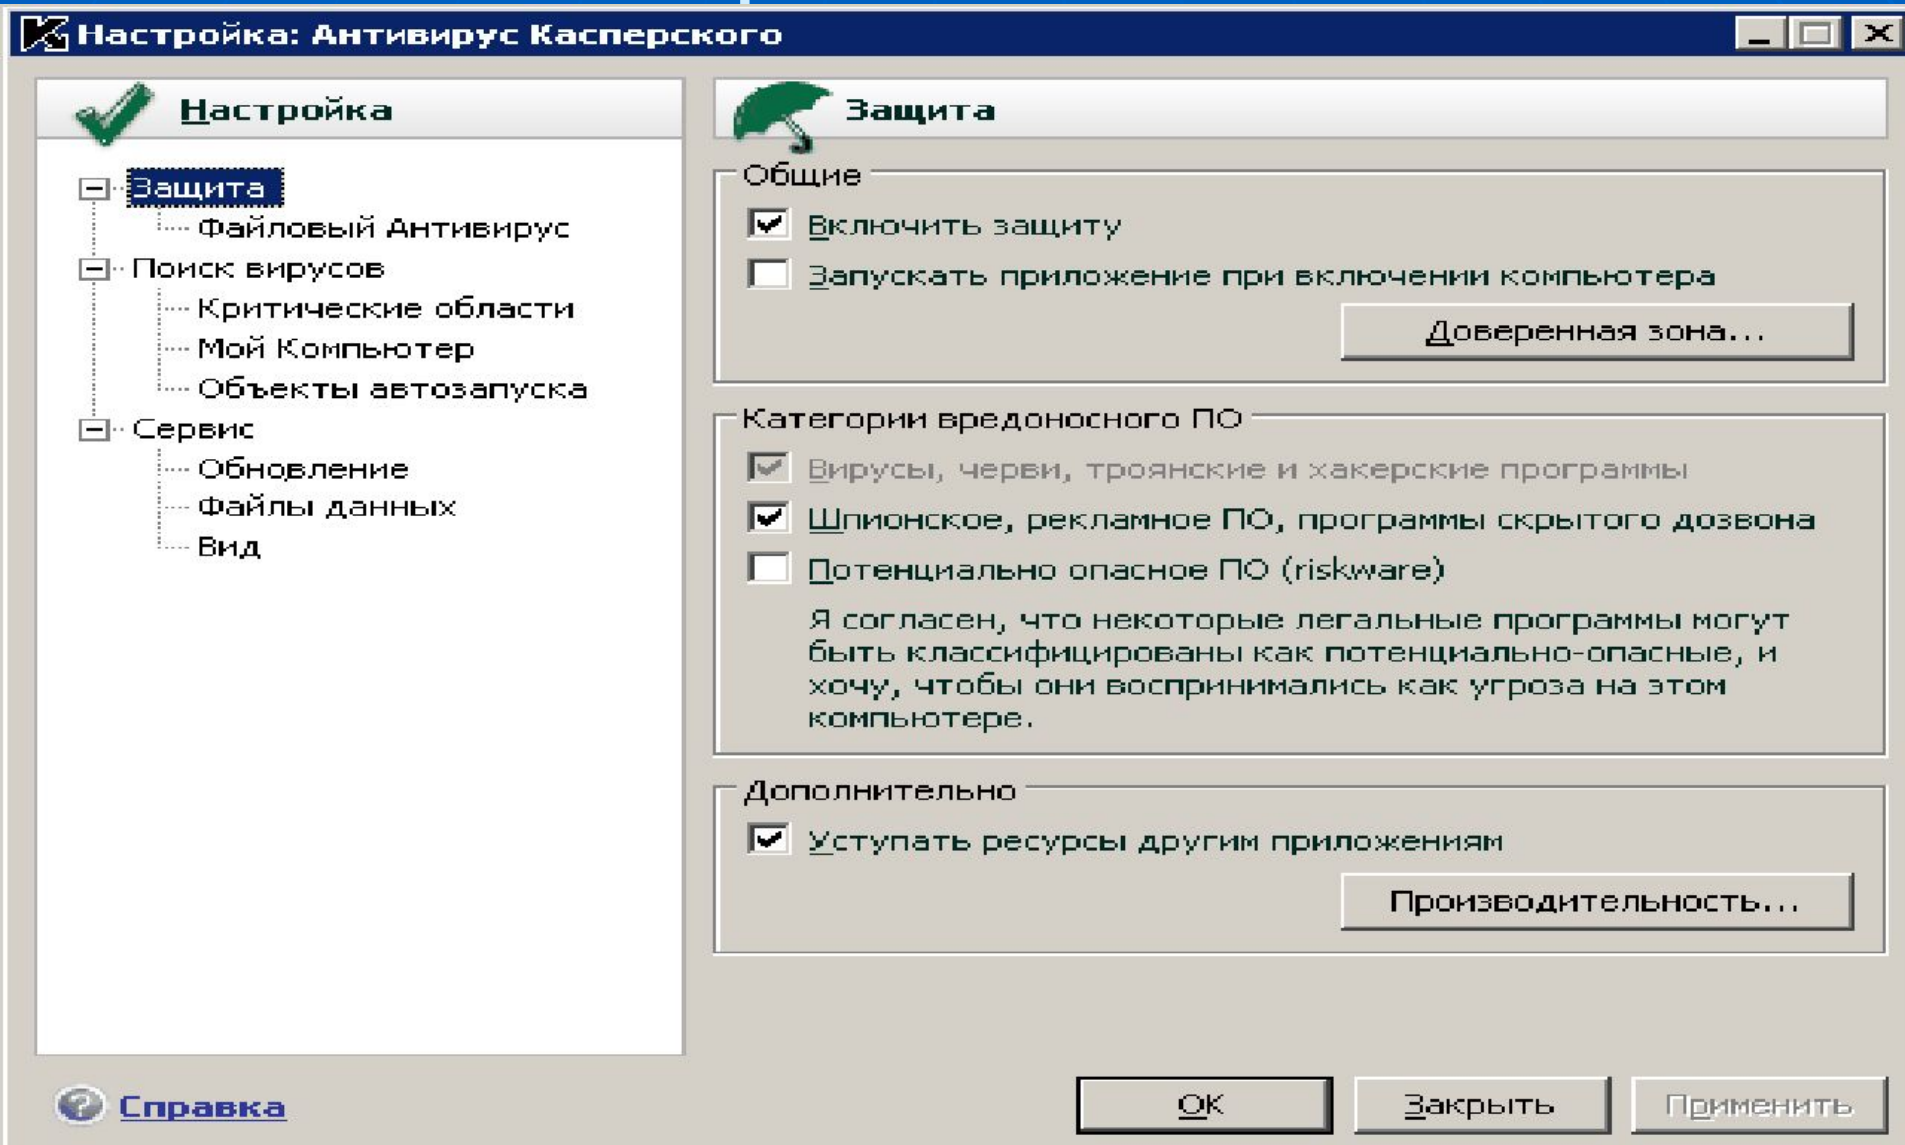 Настройка: Антивирус Касперского
Настройка
Защита
Файловый Антивирус
Поиск вирусов
Критические области
Мой Компьютер
Объекты автозапуска
Сервис
Обновление
Файлы данных
Вид
Защита
Общие
Включить защиту
Запускать приложение при включении компьютера
Доверенная зона...
Категории вредоносного ПО
Вирусы, черви, троянские и хакерские программы
Шпионское, рекламное ПО, программы скрытого дозвона
Потенциально опасное ПО (riskware)
Я согласен, что некоторые легальные программы могут
быть классифицированы как потенциально-опасные, и
хочу, чтобы они воспринимались как угроза на этом
компьютере.
Дополнительно
Уступать ресурсы другим приложениям
Производительность...
Справка
ОК
Закрыть
Применить